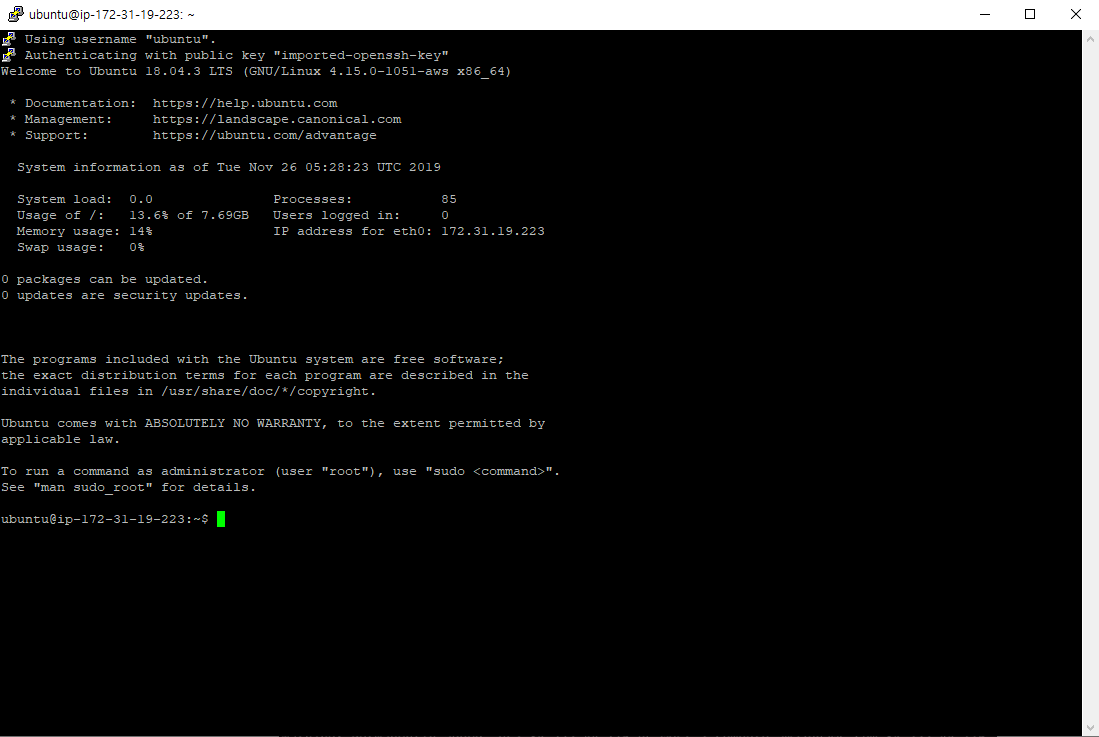 ubuntu@ip-172-31-19-223: ~
Using username "ubuntu".
Authenticating with public key "imported-openssh-key"
Welcome to Ubuntu 18.04.3 LTS (GNU/Linux 4.15.0-1051-aws x86_64)
* Documentation:  https://help.ubuntu.com
* Management:     https://landscape.canonical.com
* Support:        https://ubuntu.com/advantage
System information as of Tue Nov 26 05:28:23 UTC 2019
System load:  0.0               Processes:           85
Usage of /:   13.6% of 7.69GB   Users logged in:     0
Memory usage: 14%               IP address for eth0: 172.31.19.223
Swap usage:   0%
0 packages can be updated.
0 updates are security updates.
The programs included with the Ubuntu system are free software;
the exact distribution terms for each program are described in the
individual files in /usr/share/doc/*/copyright.
Ubuntu comes with ABSOLUTELY NO WARRANTY, to the extent permitted by
applicable law.
To run a command as administrator (user "root"), use "sudo <command>".
See "man sudo_root" for details.
ubuntu@ip-172-31-19-223:~$